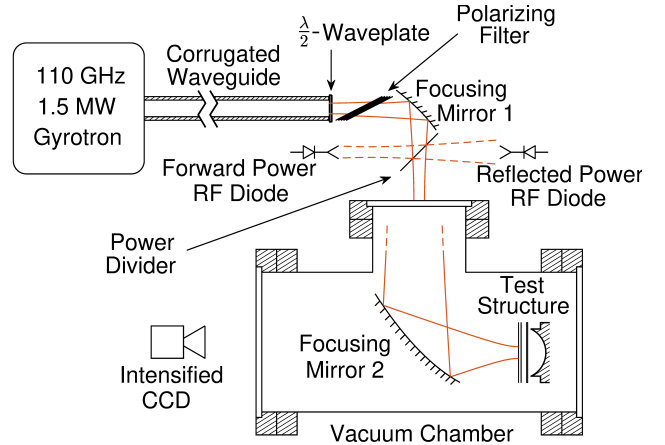 λ/2-Waveplate
Polarizing
Filter
Corrugated
Waveguide
110 GHz
1.5 MW
Gyrotron
Focusing
Mirror 1
Forward Power
RF Diode
Reflected Power
RF Diode
Power
Divider
Test
Structure
Focusing
Mirror 2
Intensified
CCD
Vacuum Chamber